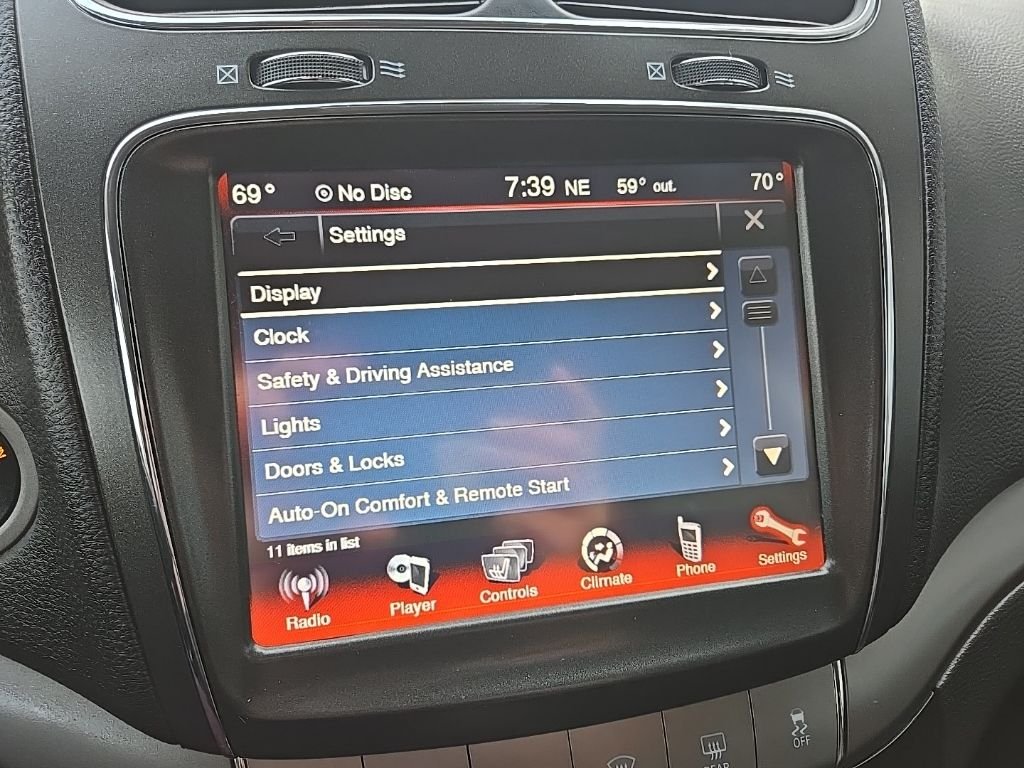 69° No Disc 7:39 NE 59° out. 70°
Settings
Display
Clock
Safety & Driving Assistance
Lights
Doors & Locks
Auto-On Comfort & Remote Start
11 items in list
Radio Player Controls Climate Phone Settings
REAR
OFF